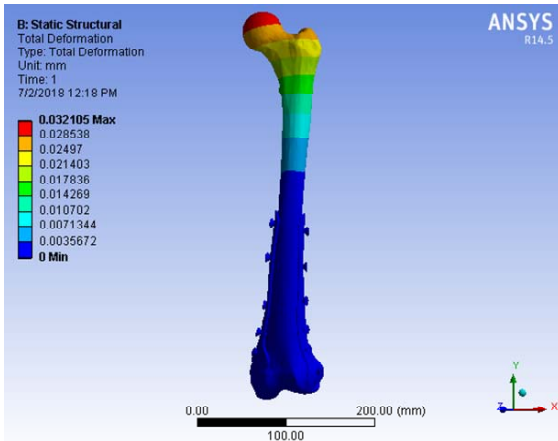 B: Static Structural
Total Deformation
Type: Total Deformation
Unit: mm
Time: 1
7/2/2018 12:18 PM
ANSYS
R14.5
0.032105 Max
0.028538
0.02497
0.021403
0.017836
0.014269
0.010702
0.0071344
0.0035672
0 Min
0.00 200.00 (mm)
100.00
Y
Z X